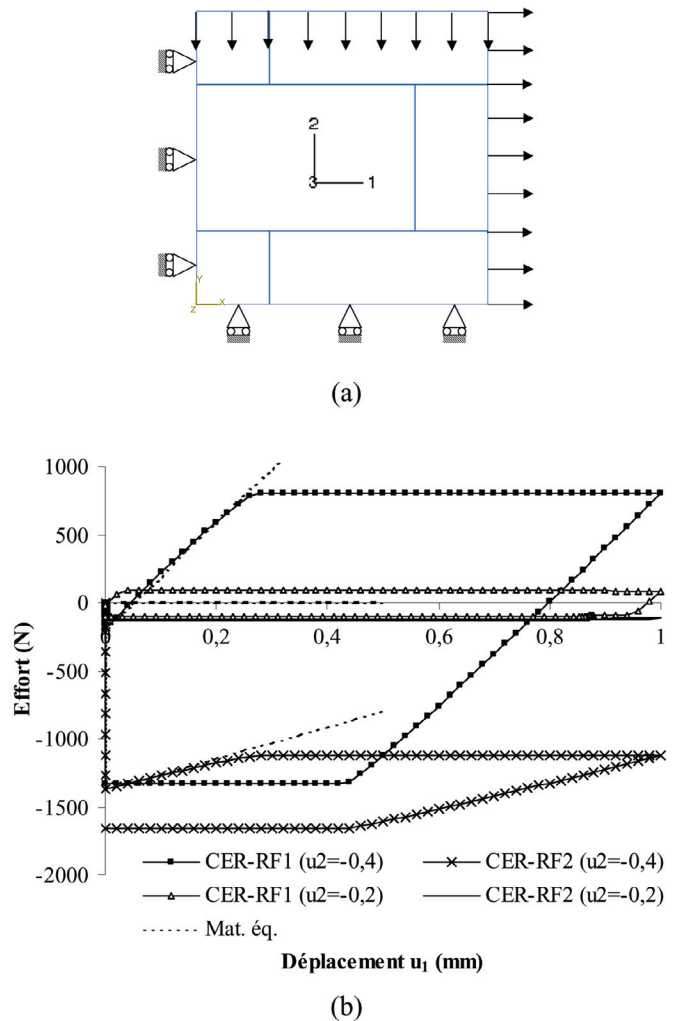 2
3
1
Y
Z
X
(a)
1000
500
0
-500
-1000
-1500
-2000
0
0,2
0,4
0,6
0,8
1
Effort (N)
CER-RF1 (u2=-0,4)
CER-RF2 (u2=-0,4)
CER-RF1 (u2=-0,2)
CER-RF2 (u2=-0,2)
Mat. éq.
Déplacement u₁ (mm)
(b)